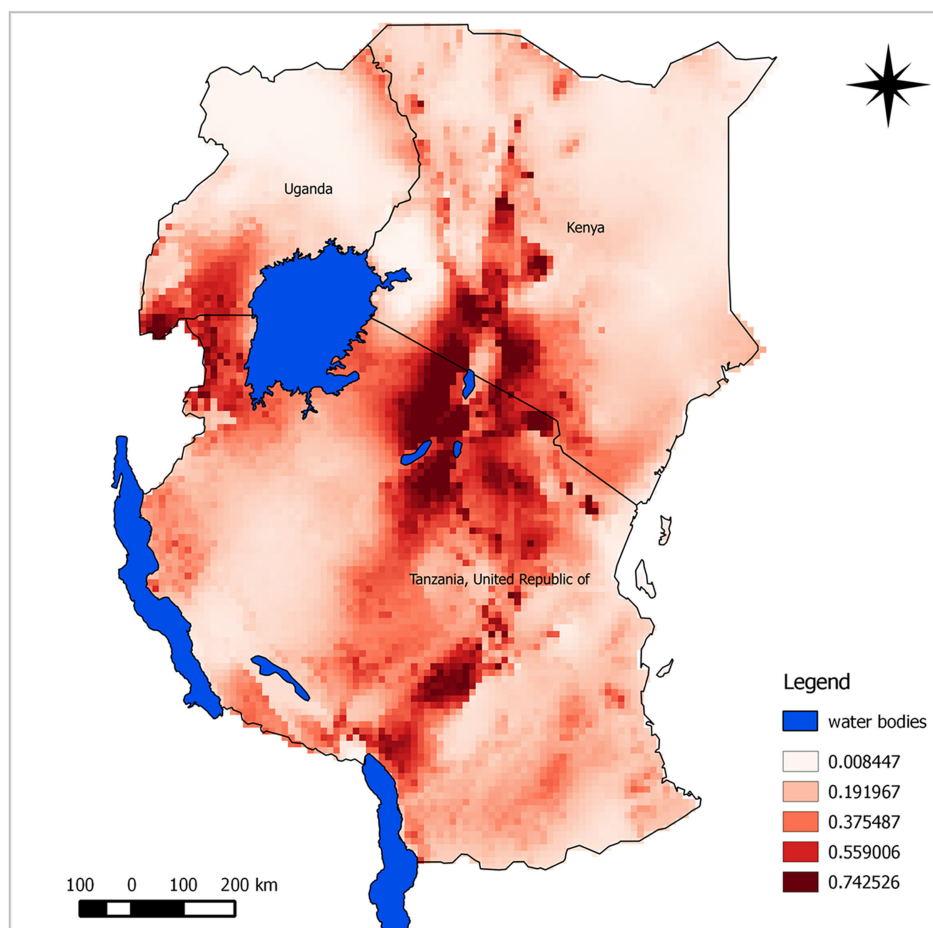 Uganda
Kenya
Tanzania, United Republic of
Legend
water bodies
0.008447
0.191967
0.375487
0.559006
0.742526
100 0 100 200 km